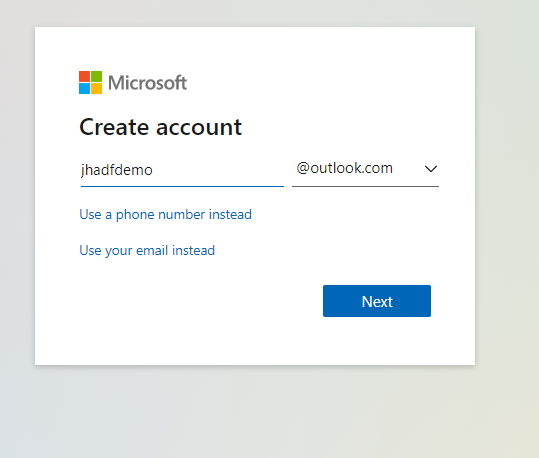 Microsoft
Create account
jhadfdemo @outlook.com
Use a phone number instead
Use your email instead
Next